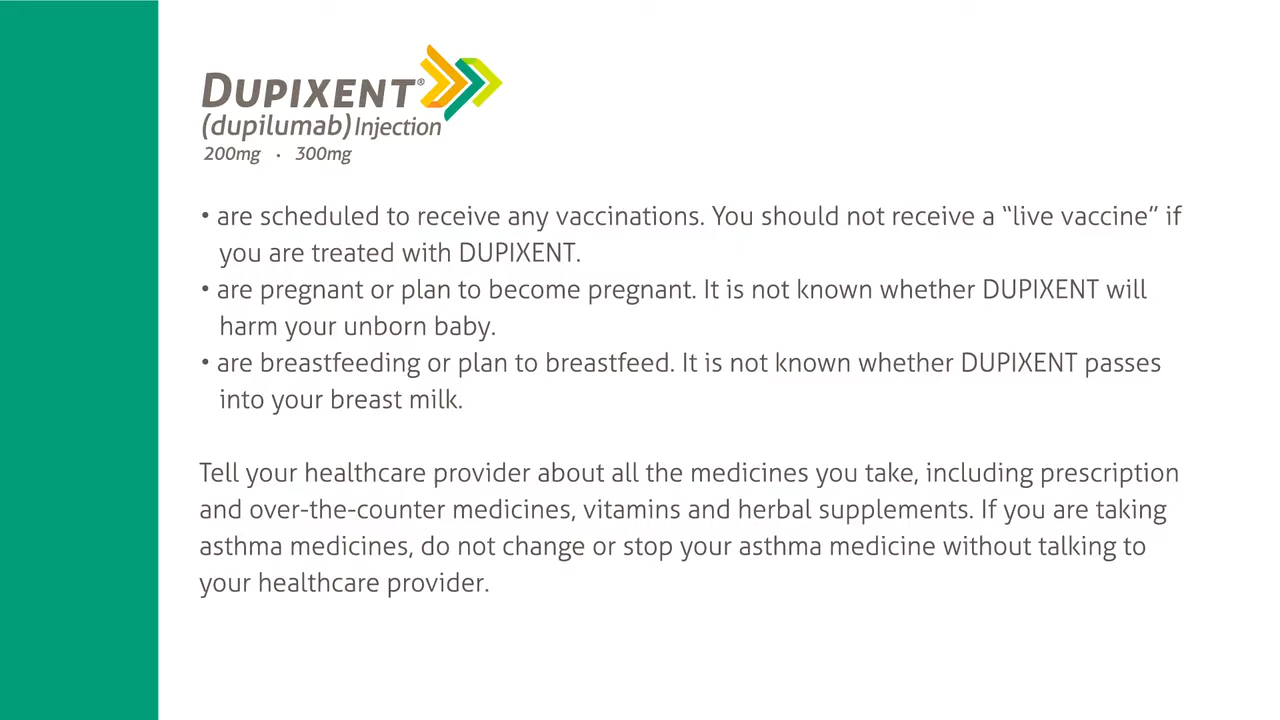 DUPIXENT®
(dupilumab) Injection
200mg · 300mg
• are scheduled to receive any vaccinations. You should not receive a “live vaccine” if
you are treated with DUPIXENT.
• are pregnant or plan to become pregnant. It is not known whether DUPIXENT will
harm your unborn baby.
• are breastfeeding or plan to breastfeed. It is not known whether DUPIXENT passes
into your breast milk.
Tell your healthcare provider about all the medicines you take, including prescription
and over-the-counter medicines, vitamins and herbal supplements. If you are taking
asthma medicines, do not change or stop your asthma medicine without talking to
your healthcare provider.